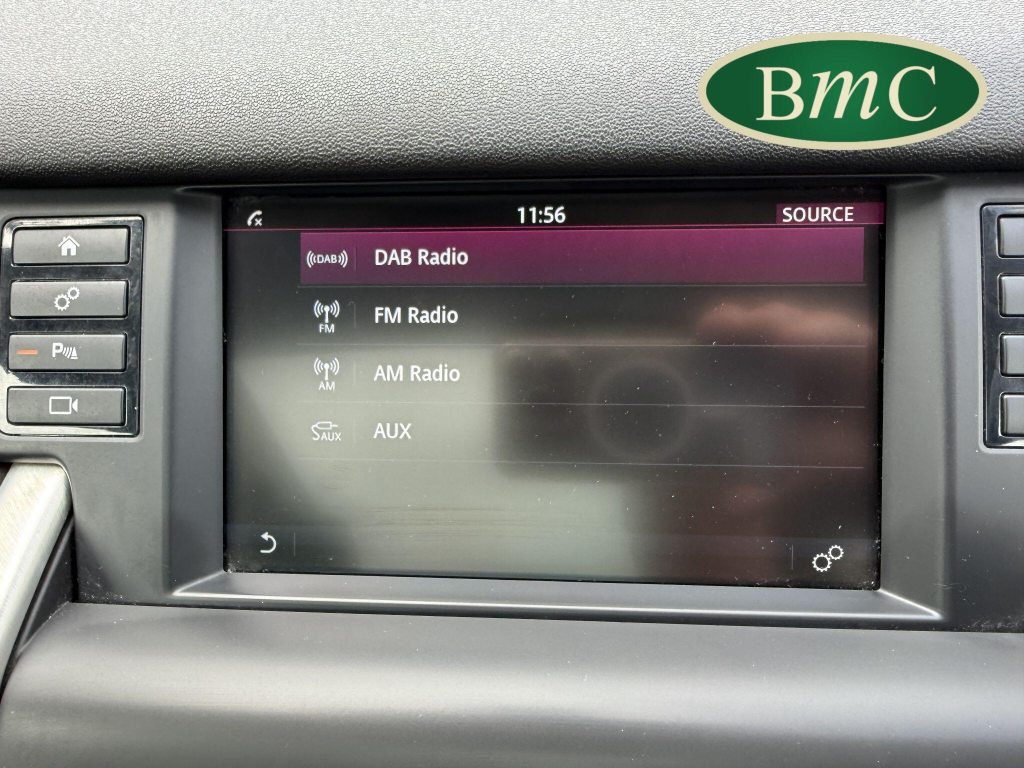 BmC
11:56
SOURCE
((DAB))
DAB Radio
FM
FM Radio
AM
AM Radio
AUX
AUX
P